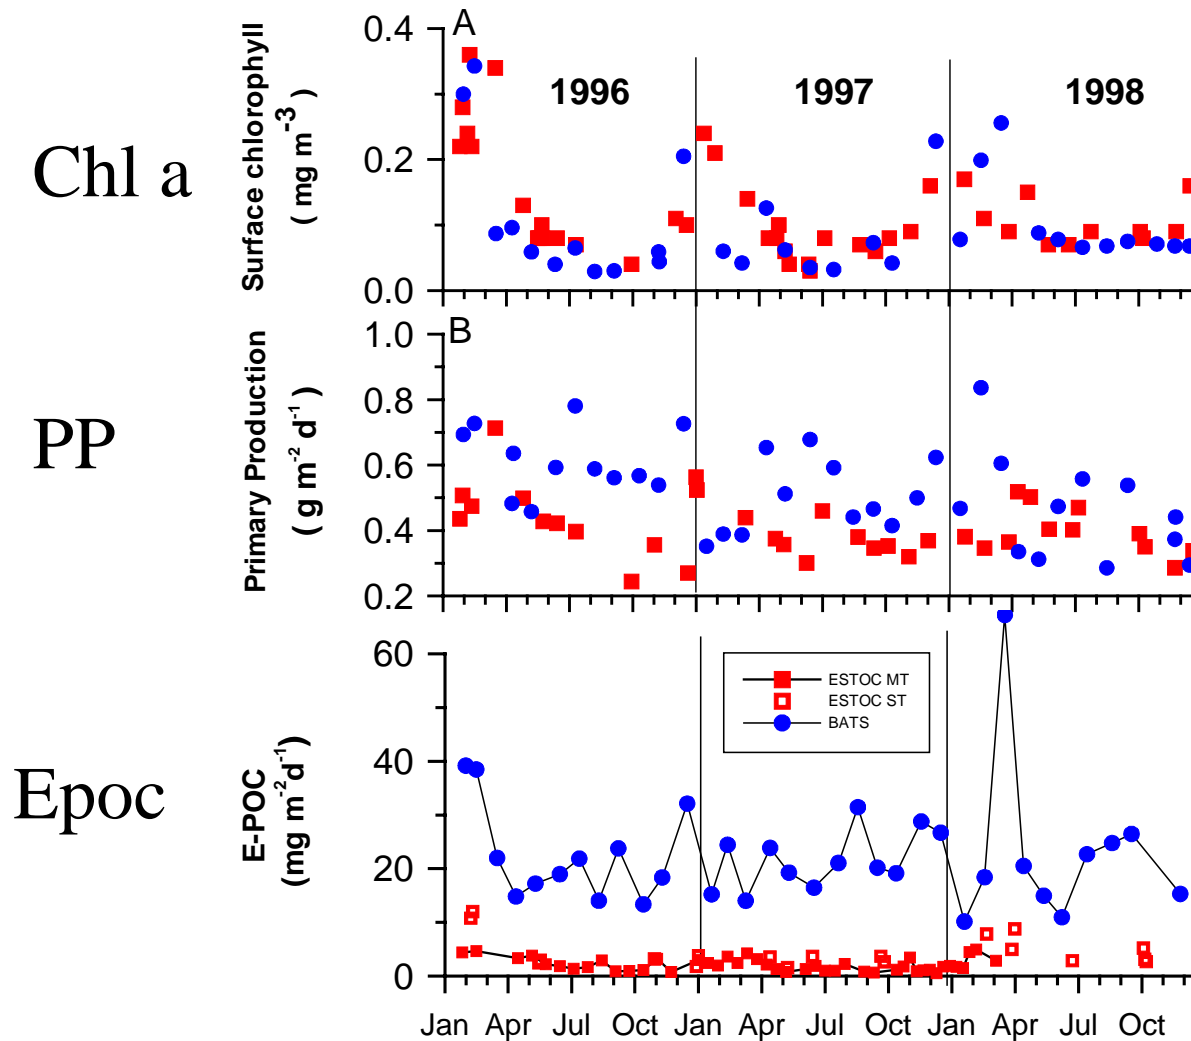 Chl a
Surface chlorophyll
( mg m-3 )
0.4
0.2
0.0
A
1996
1997
1998
PP
Primary Production
( g m-2 d-1 )
1.0
0.8
0.6
0.4
0.2
B
Epoc
E-POC
(mg m-2d-1)
60
40
20
0
ESTOC MT
ESTOC ST
BATS
Jan Apr Jul Oct Jan Apr Jul Oct Jan Apr Jul Oct